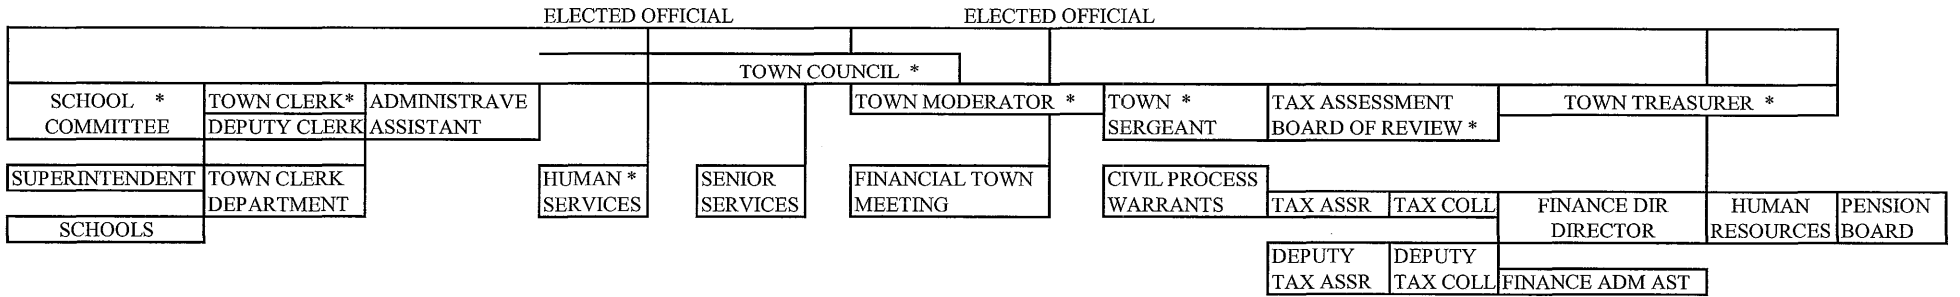 ELECTED OFFICIAL ELECTED OFFICIAL
TOWN COUNCIL *
SCHOOL *
COMMITTEE
TOWN CLERK*
DEPUTY CLERK
ADMINISTRAVE
ASSISTANT
TOWN MODERATOR *
TOWN *
SERGEANT
TAX ASSESSMENT
BOARD OF REVIEW *
TOWN TREASURER *
SUPERINTENDENT
TOWN CLERK
DEPARTMENT
HUMAN *
SERVICES
SENIOR
SERVICES
FINANCIAL TOWN
MEETING
CIVIL PROCESS
WARRANTS
SCHOOLS
TAX ASSR
TAX COLL
FINANCE DIR
DIRECTOR
HUMAN
RESOURCES
PENSION
BOARD
DEPUTY
TAX ASSR
DEPUTY
TAX COLL
FINANCE ADM AST